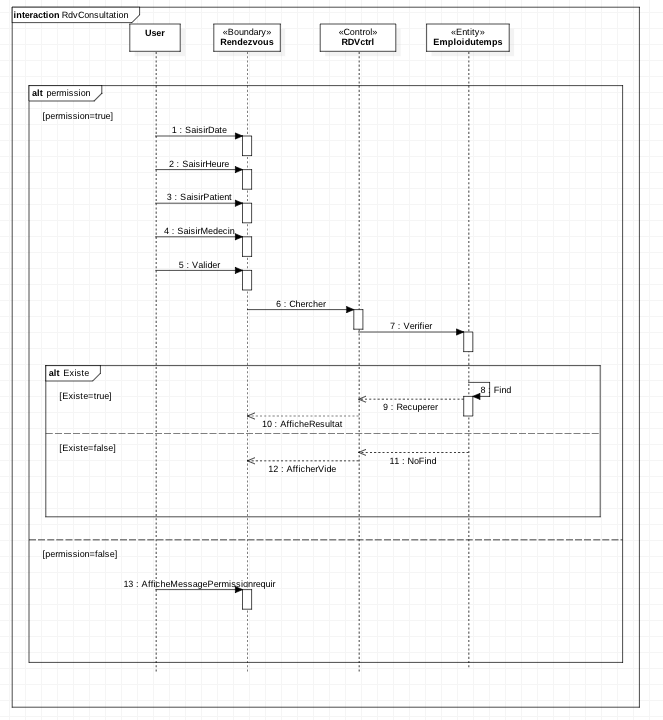 interaction RdvConsultation
User
«Boundary»
Rendezvous
«Control»
RDVctrl
«Entity»
Emploidutemps
alt permission
[permission=true]
1 : SaisirDate
2 : SaisirHeure
3 : SaisirPatient
4 : SaisirMedecin
5 : Valider
6 : Chercher
7 : Verifier
alt Existe
[Existe=true]
8 : Find
9 : Recuperer
10 : AfficheResultat
[Existe=false]
11 : NoFind
12 : AfficherVide
[permission=false]
13 : AfficheMessagePermissionrequir